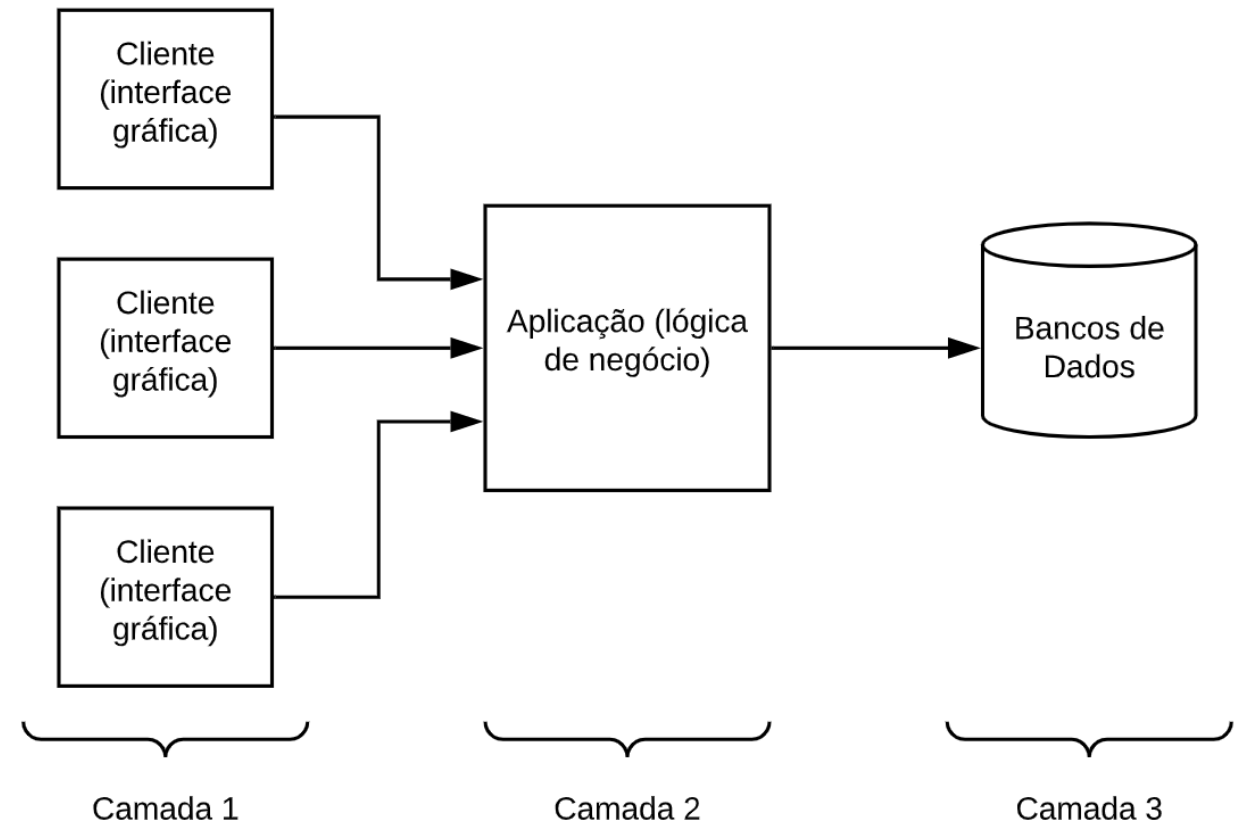 Cliente
(interface
gráfica)
Cliente
(interface
gráfica)
Cliente
(interface
gráfica)
Aplicação (lógica
de negócio)
Bancos de
Dados
Camada 1
Camada 2
Camada 3